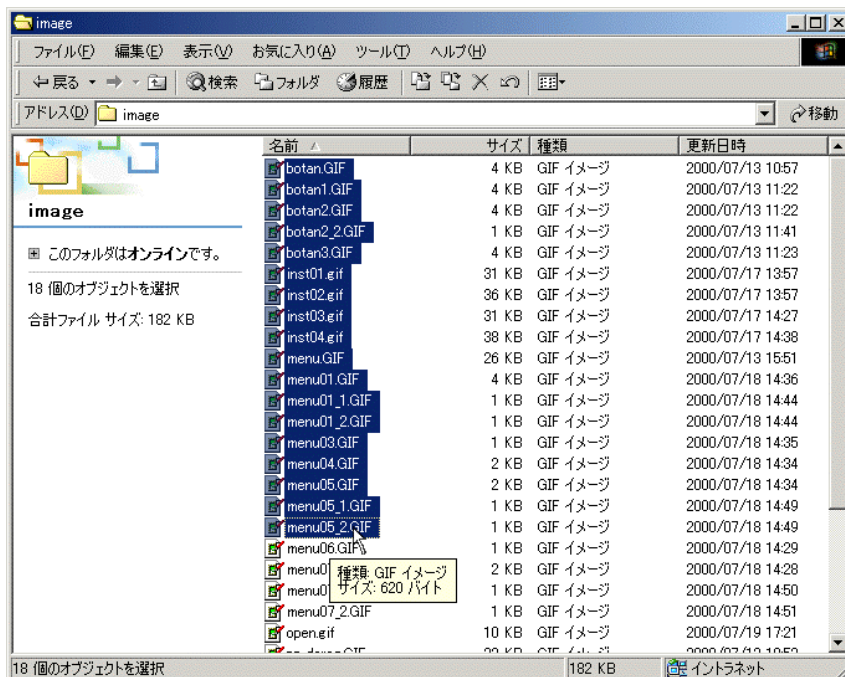 image
ファイル(F) 編集(E) 表示(V) お気に入り(A) ツール(T) ヘルプ(H)
戻る 検索 フォルダ 履歴
アドレス(D) image 移動
image
このフォルダはオンラインです。
18 個のオブジェクトを選択
合計ファイル サイズ: 182 KB
名前 サイズ 種類 更新日時
botan.GIF 4 KB GIF イメージ 2000/07/13 10:57
botan1.GIF 4 KB GIF イメージ 2000/07/13 11:22
botan2.GIF 4 KB GIF イメージ 2000/07/13 11:22
botan2_2.GIF 1 KB GIF イメージ 2000/07/13 11:41
botan3.GIF 4 KB GIF イメージ 2000/07/13 11:23
inst01.gif 31 KB GIF イメージ 2000/07/17 13:57
inst02.gif 36 KB GIF イメージ 2000/07/17 13:57
inst03.gif 31 KB GIF イメージ 2000/07/17 14:27
inst04.gif 38 KB GIF イメージ 2000/07/17 14:38
menu.GIF 26 KB GIF イメージ 2000/07/13 15:51
menu01.GIF 4 KB GIF イメージ 2000/07/18 14:36
menu01_1.GIF 1 KB GIF イメージ 2000/07/18 14:44
menu01_2.GIF 1 KB GIF イメージ 2000/07/18 14:44
menu03.GIF 1 KB GIF イメージ 2000/07/18 14:35
menu04.GIF 2 KB GIF イメージ 2000/07/18 14:34
menu05.GIF 2 KB GIF イメージ 2000/07/18 14:34
menu05_1.GIF 1 KB GIF イメージ 2000/07/18 14:49
menu05_2.GIF 1 KB GIF イメージ 2000/07/18 14:49
menu06.GIF 1 KB GIF イメージ 2000/07/18 14:29
2 KB GIF イメージ 2000/07/18 14:28
1 KB GIF イメージ 2000/07/18 14:50
menu07_2.GIF 1 KB GIF イメージ 2000/07/18 14:51
open.gif 10 KB GIF イメージ 2000/07/19 17:21
種類: GIF イメージ
サイズ: 620 バイト
18 個のオブジェクトを選択 182 KB イントラネット